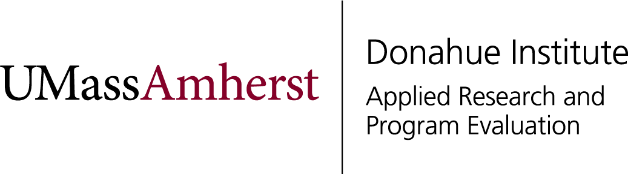 UMassAmherst
Donahue Institute
Applied Research and
Program Evaluation